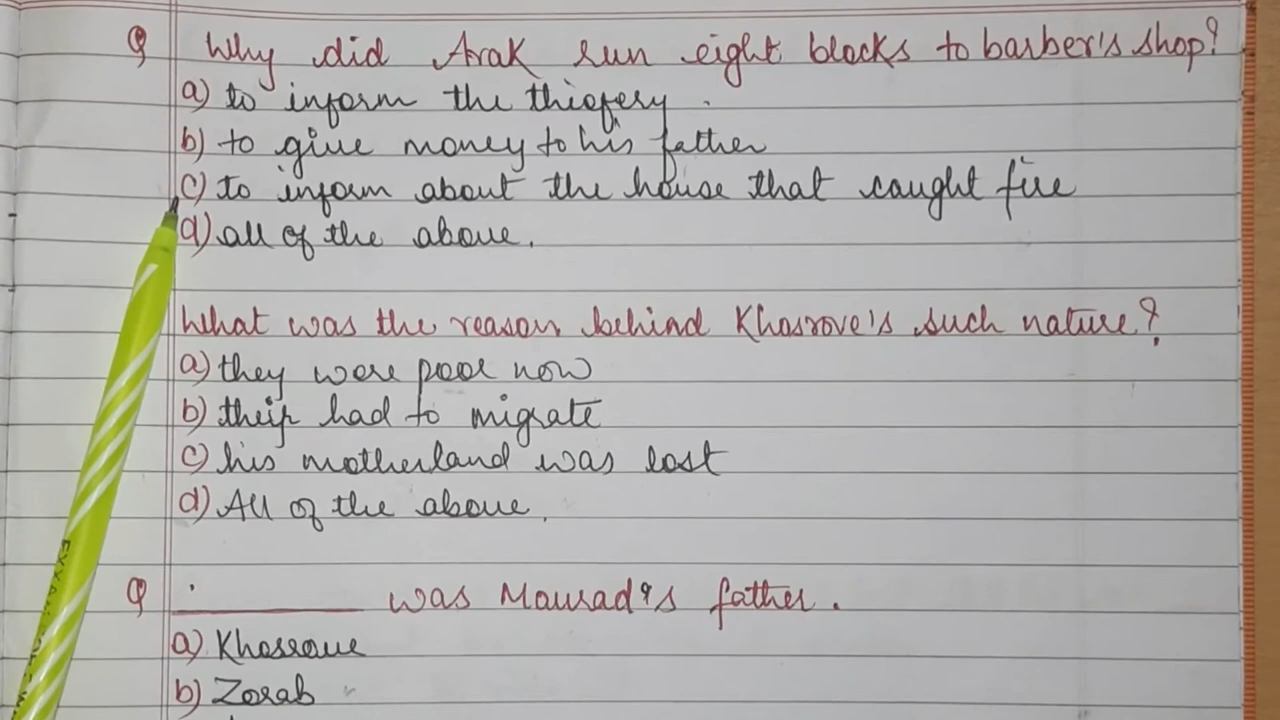 Q Why did Arak run eight blocks to barber's shop?
a) to inform the thiefery.
b) to give money to his father
c) to inform about the house that caught fire
d) all of the above.
What was the reason behind Khosrove's such nature?
a) they were poor now
b) their had to migrate
c) his motherland was lost
d) All of the above.
Q ______ was Mourad's father.
a) Khosrove
b) Zorab